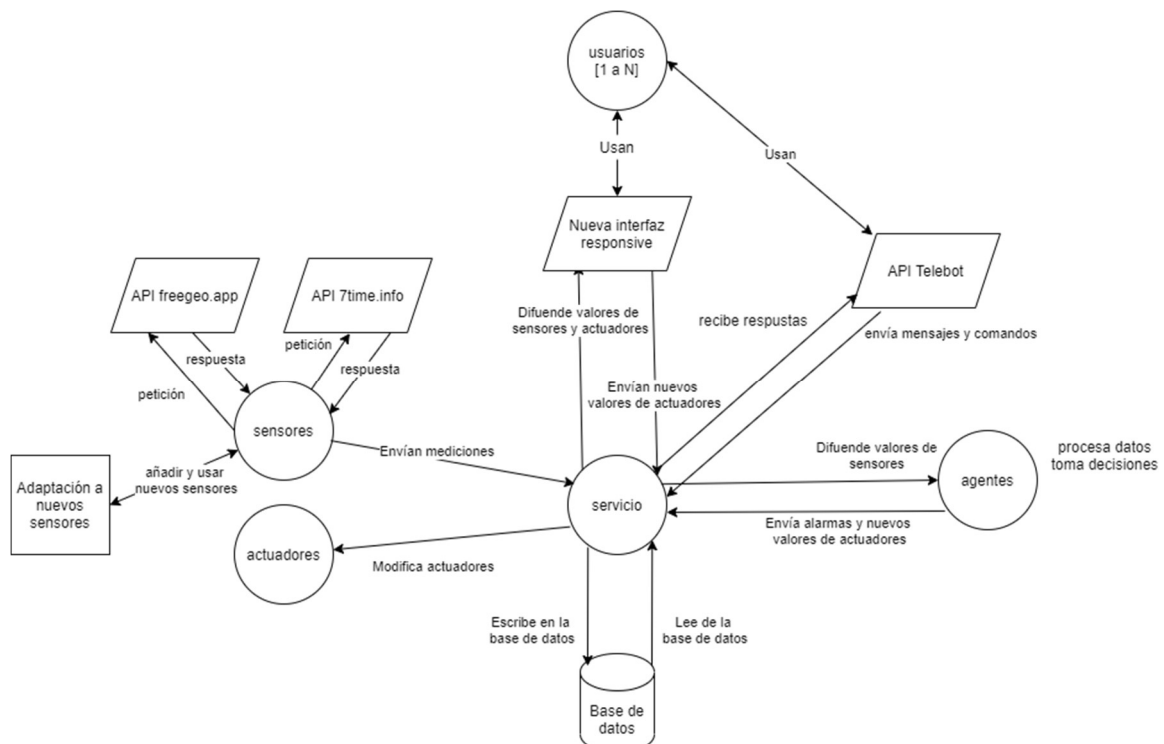 usuarios
[1 a N]
Usan
Usan
Nueva interfaz
responsive
API Telebot
API freegeo.app
API 7time.info
Difuende valores de
sensores y actuadores
recibe respustas
envía mensajes y comandos
petición
respuesta
respuesta
petición
Envían nuevos
valores de actuadores
sensores
Envían mediciones
Difuende valores de
sensores
procesa datos
toma decisiones
añadir y usar
nuevos sensores
Adaptación a
nuevos
sensores
servicio
agentes
Envía alarmas y nuevos
valores de actuadores
actuadores
Modifica actuadores
Escribe en la
base de datos
Lee de la
base de datos
Base de
datos